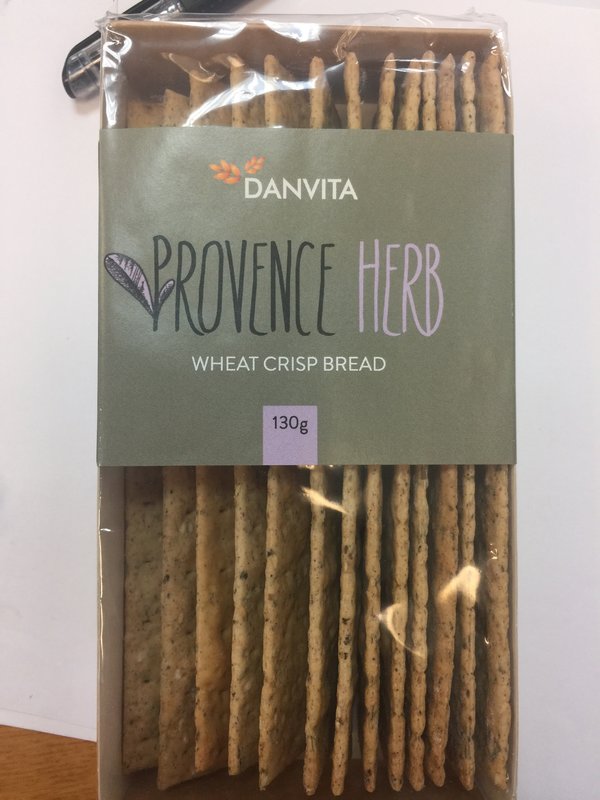 DANVITA
PROVENCE HERB
WHEAT CRISP BREAD
130g